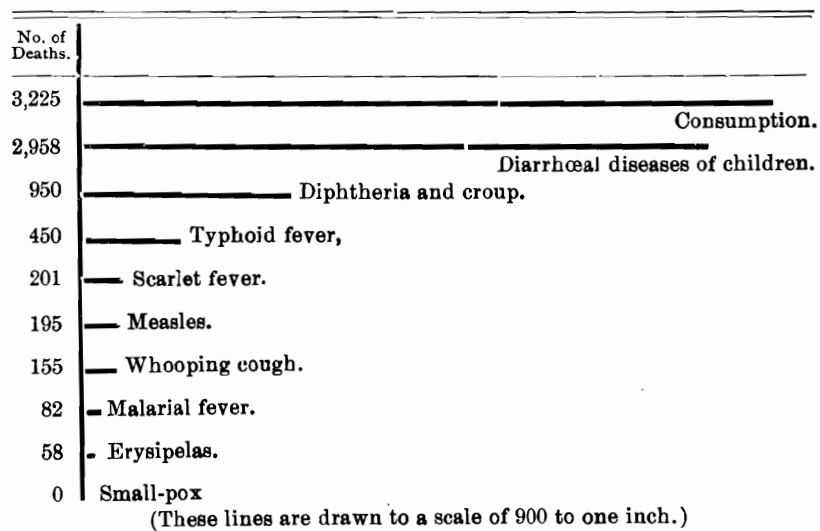 No. of
Deaths.
3,225
Consumption.
2,958
Diarrhœal diseases of children.
950 Diphtheria and croup.
450 Typhoid fever,
201 Scarlet fever.
195 Measles.
155 Whooping cough.
82 Malarial fever.
58 Erysipelas.
0 Small-pox
(These lines are drawn to a scale of 900 to one inch.)